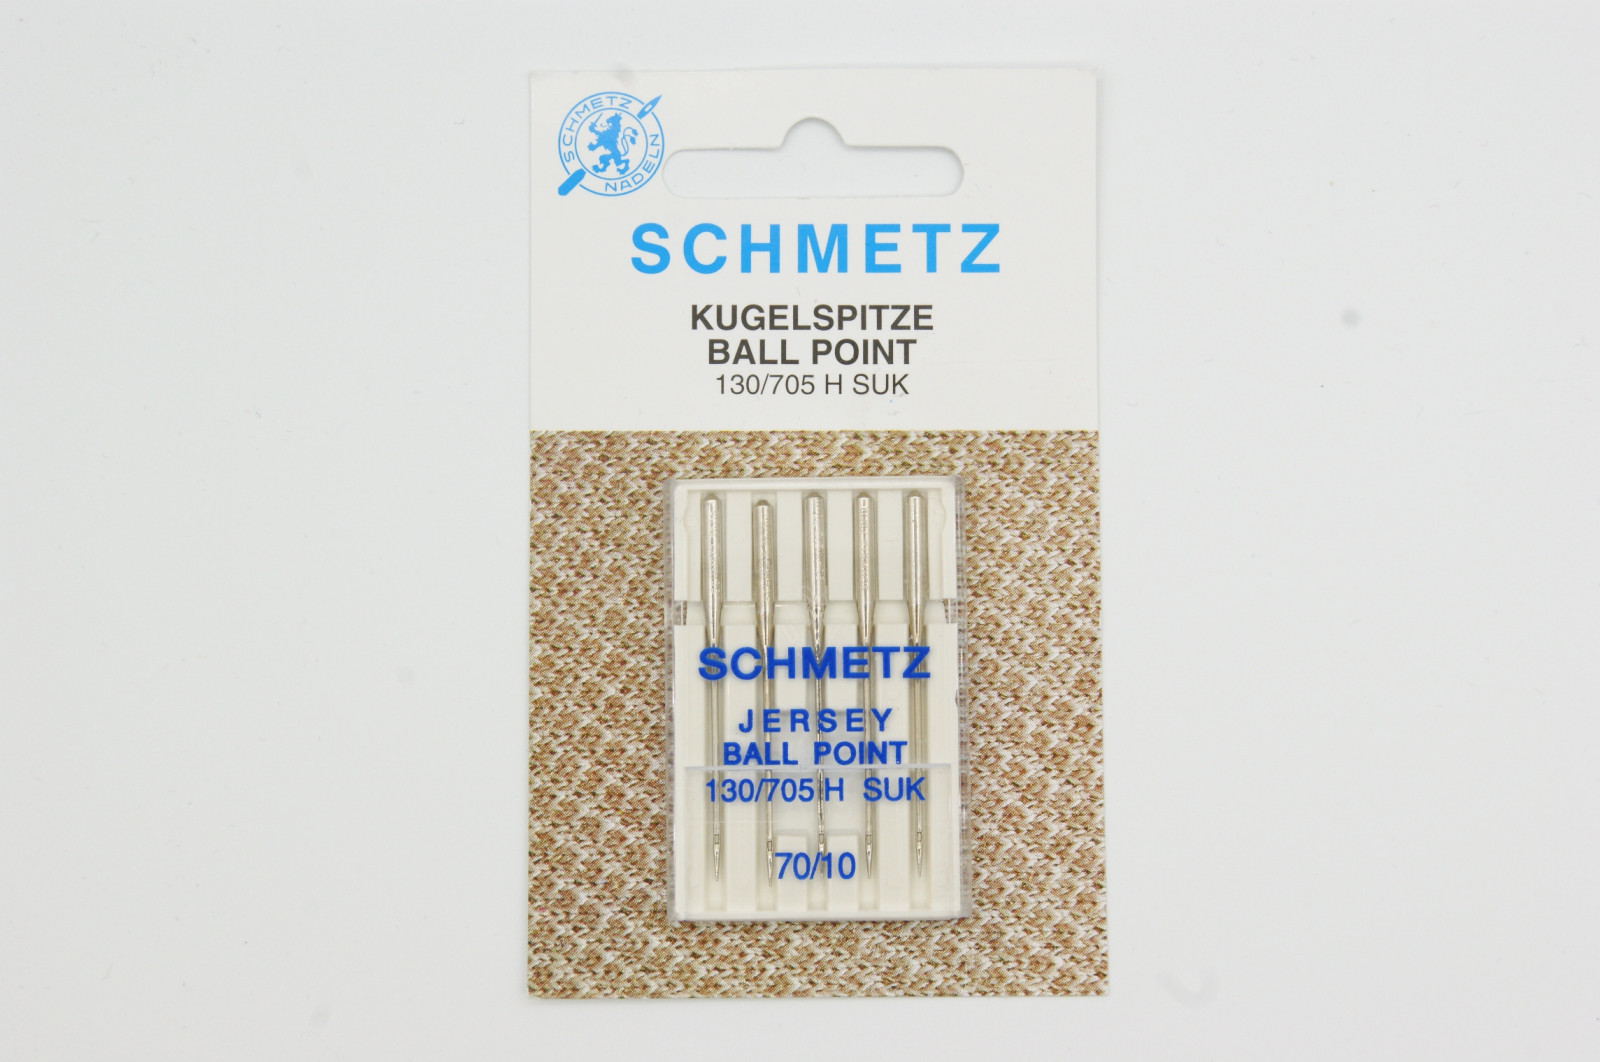 SCHMETZ
NADELN
SCHMETZ
KUGELSPITZE
BALL POINT
130/705 H SUK
SCHMETZ
JERSEY
BALL POINT
130/705 H SUK
70/10